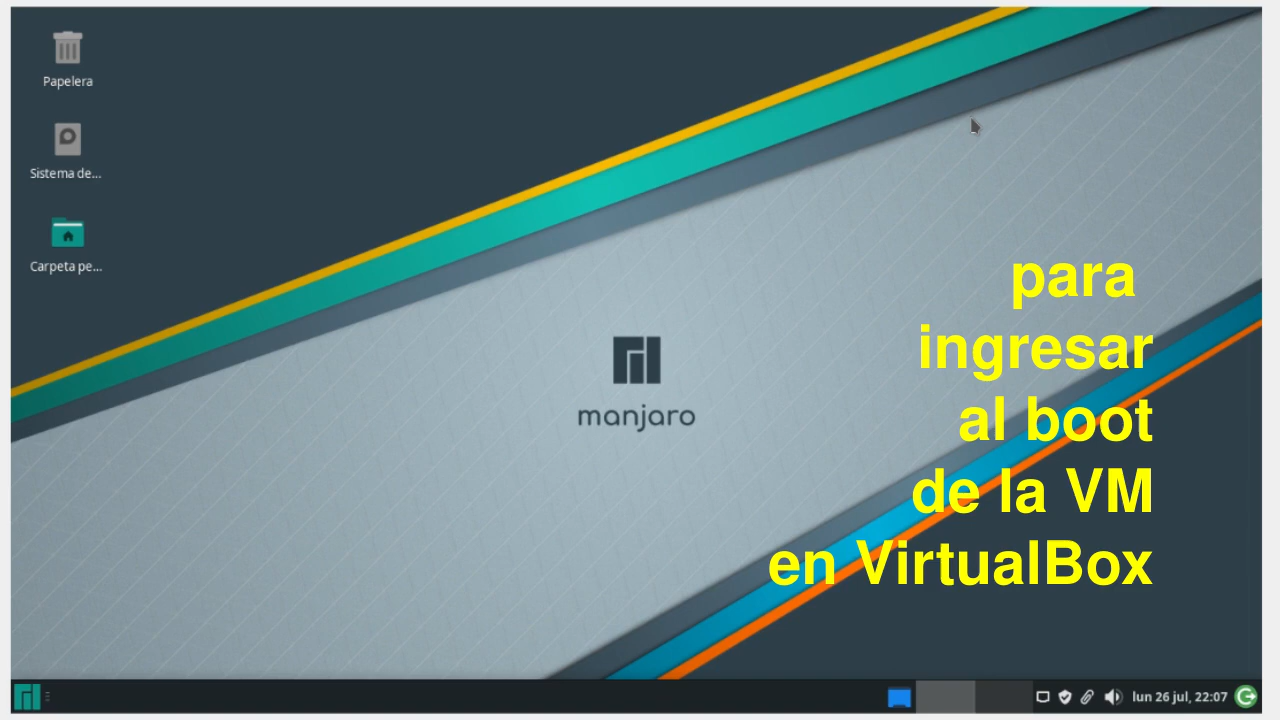 Papelera
Sistema de...
Carpeta pe...
manjaro
para
ingresar
al boot
de la VM
en VirtualBox
lun 26 jul, 22:07